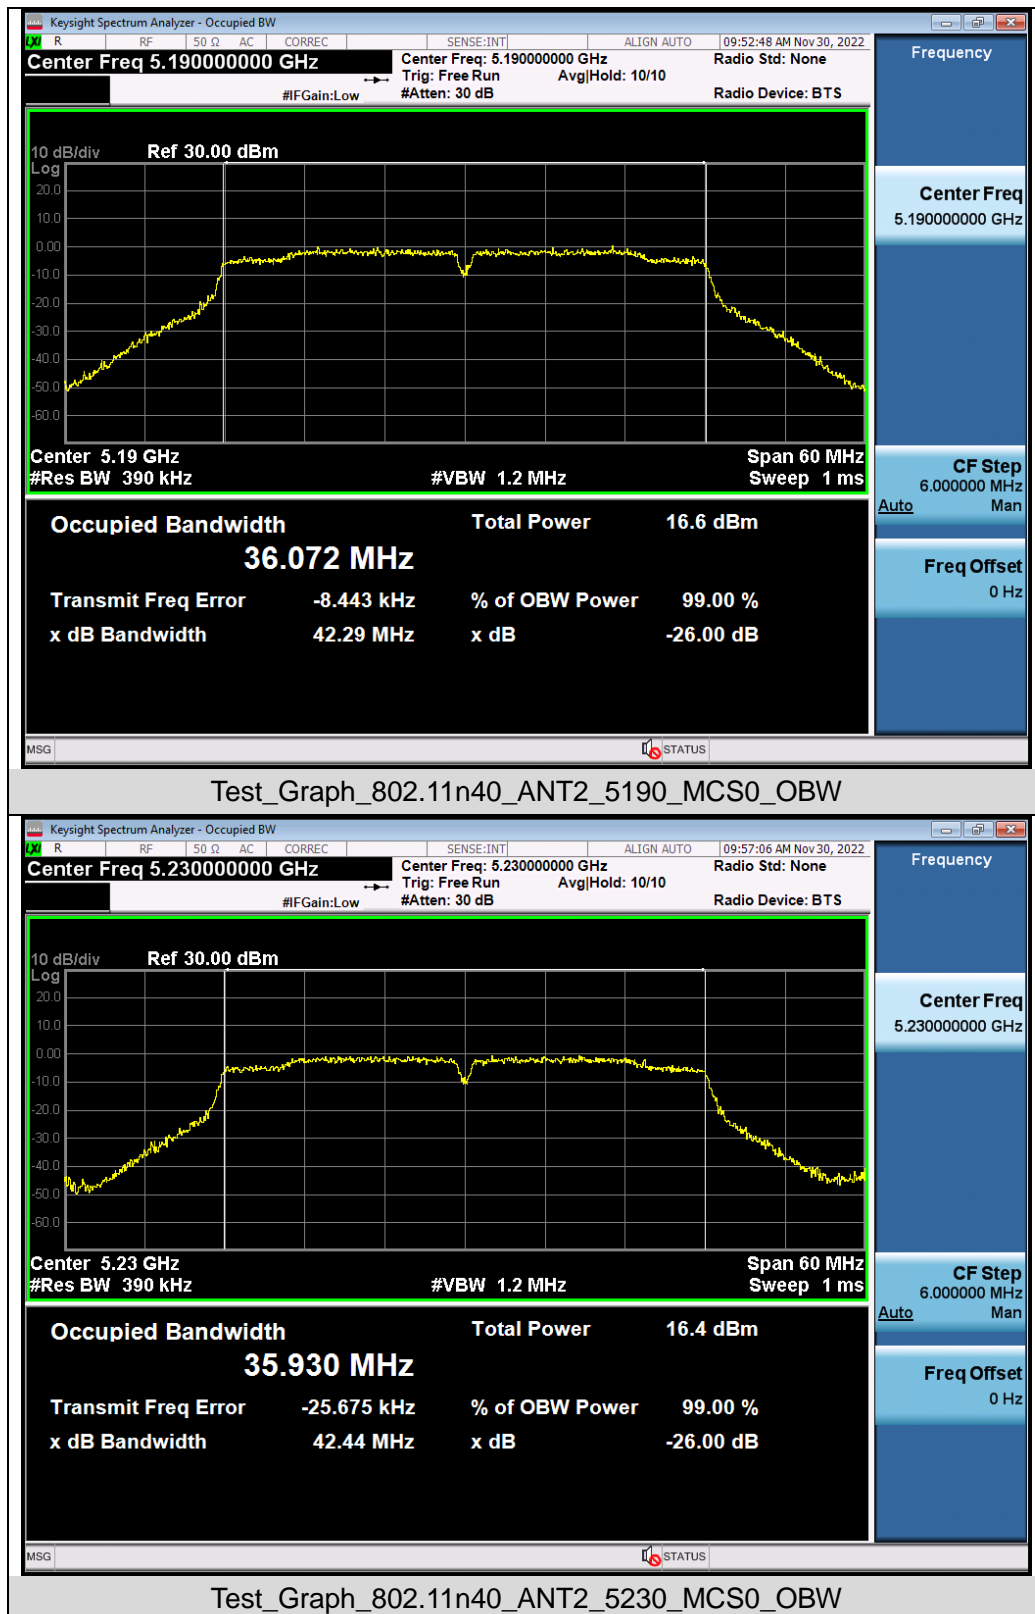 Keysight Spectrum Analyzer - Occupied BW
LXI R RF 50 Ω AC CORREC SENSE:INT ALIGN AUTO 09:52:48 AM Nov 30, 2022
Center Freq 5.190000000 GHz
Center Freq: 5.190000000 GHz Radio Std: None
Trig: Free Run Avg|Hold: 10/10
#IFGain:Low #Atten: 30 dB Radio Device: BTS
Frequency
10 dB/div Ref 30.00 dBm
Log
20.0
10.0
0.00
-10.0
-20.0
-30.0
-40.0
-50.0
-60.0
Center 5.19 GHz Span 60 MHz
#Res BW 390 kHz #VBW 1.2 MHz Sweep 1 ms
Center Freq
5.190000000 GHz
CF Step
6.000000 MHz
Auto Man
Freq Offset
0 Hz
Occupied Bandwidth Total Power 16.6 dBm
36.072 MHz
Transmit Freq Error -8.443 kHz % of OBW Power 99.00 %
x dB Bandwidth 42.29 MHz x dB -26.00 dB
MSG STATUS
Test_Graph_802.11n40_ANT2_5190_MCS0_OBW
Keysight Spectrum Analyzer - Occupied BW
LXI R RF 50 Ω AC CORREC SENSE:INT ALIGN AUTO 09:57:06 AM Nov 30, 2022
Center Freq 5.230000000 GHz
Center Freq: 5.230000000 GHz Radio Std: None
Trig: Free Run Avg|Hold: 10/10
#IFGain:Low #Atten: 30 dB Radio Device: BTS
Frequency
10 dB/div Ref 30.00 dBm
Log
20.0
10.0
0.00
-10.0
-20.0
-30.0
-40.0
-50.0
-60.0
Center 5.23 GHz Span 60 MHz
#Res BW 390 kHz #VBW 1.2 MHz Sweep 1 ms
Center Freq
5.230000000 GHz
CF Step
6.000000 MHz
Auto Man
Freq Offset
0 Hz
Occupied Bandwidth Total Power 16.4 dBm
35.930 MHz
Transmit Freq Error -25.675 kHz % of OBW Power 99.00 %
x dB Bandwidth 42.44 MHz x dB -26.00 dB
MSG STATUS
Test_Graph_802.11n40_ANT2_5230_MCS0_OBW